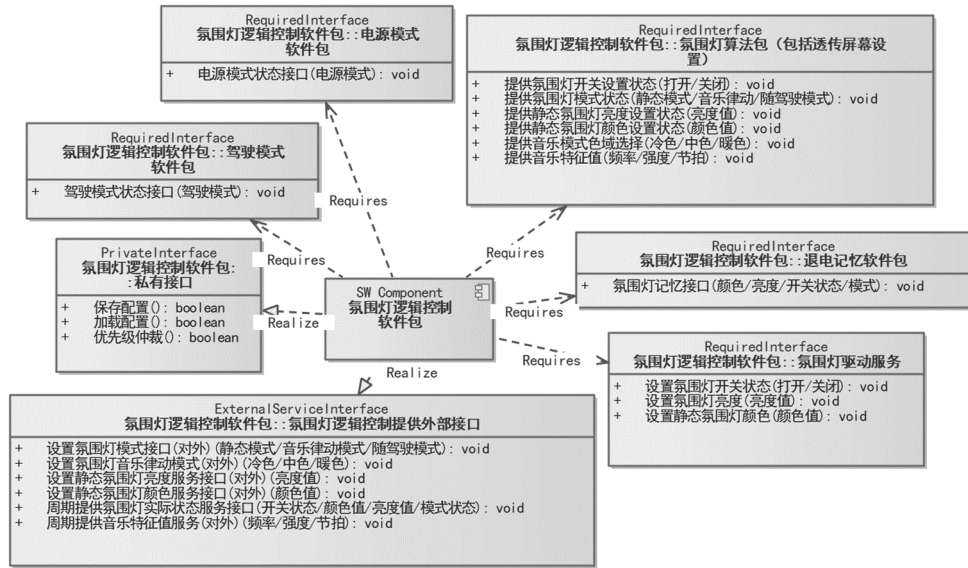 RequiredInterface
氛围灯逻辑控制软件包::电源模式
软件包
+ 电源模式状态接口(电源模式): void
RequiredInterface
氛围灯逻辑控制软件包::氛围灯算法包（包括透传屏幕设
置）
+ 提供氛围灯开关设置状态(打开/关闭): void
+ 提供氛围灯模式状态(静态模式/音乐律动/随驾驶模式): void
+ 提供静态氛围灯亮度设置状态(亮度值): void
+ 提供静态氛围灯颜色设置状态(颜色值): void
+ 提供音乐模式色域选择(冷色/中色/暖色): void
+ 提供音乐特征值(频率/强度/节拍): void
RequiredInterface
氛围灯逻辑控制软件包::驾驶模式
软件包
+ 驾驶模式状态接口(驾驶模式): void
Requires
Requires
Requires
PrivateInterface
氛围灯逻辑控制软件包:
:私有接口
+ 保存配置(): boolean
+ 加载配置(): boolean
+ 优先级仲裁(): boolean
Realize
SW Component
氛围灯逻辑控制
软件包
RequiredInterface
氛围灯逻辑控制软件包::退电记忆软件包
+ 氛围灯记忆接口(颜色/亮度/开关状态/模式): void
Requires
Requires
RequiredInterface
氛围灯逻辑控制软件包::氛围灯驱动服务
+ 设置氛围灯开关状态(打开/关闭): void
+ 设置氛围灯亮度(亮度值): void
+ 设置静态氛围灯颜色(颜色值): void
Realize
ExternalServiceInterface
氛围灯逻辑控制软件包::氛围灯逻辑控制提供外部接口
+ 设置氛围灯模式接口(对外)(静态模式/音乐律动模式/随驾驶模式): void
+ 设置氛围灯音乐律动模式(对外)(冷色/中色/暖色): void
+ 设置静态氛围灯亮度服务接口(对外)(亮度值): void
+ 设置静态氛围灯颜色服务接口(对外)(颜色值): void
+ 周期提供氛围灯实际状态服务接口(开关状态/颜色值/亮度值/模式状态): void
+ 周期提供音乐特征值服务(对外)(频率/强度/节拍): void